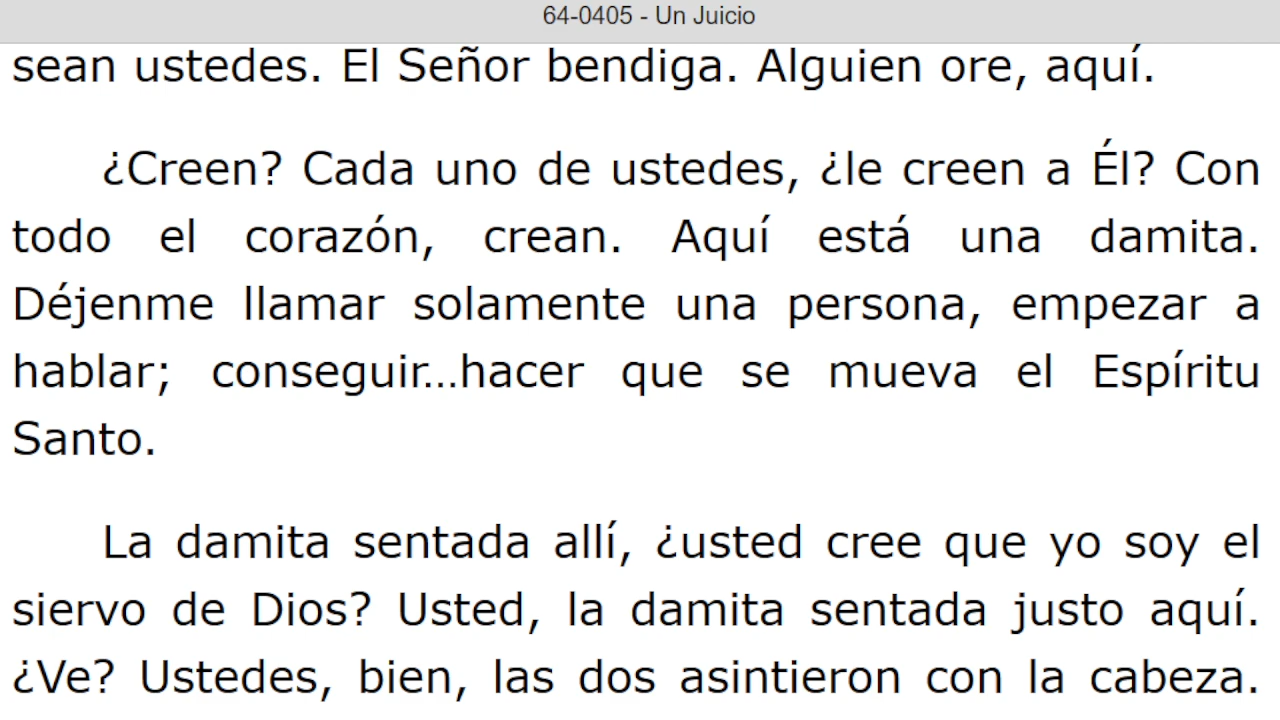 64-0405 - Un Juicio
sean ustedes. El Señor bendiga. Alguien ore, aquí.
¿Creen? Cada uno de ustedes, ¿le creen a Él? Con
todo el corazón, crean. Aquí está una damita.
Déjenme llamar solamente una persona, empezar a
hablar; conseguir...hacer que se mueva el Espíritu
Santo.
La damita sentada allí, ¿usted cree que yo soy el
siervo de Dios? Usted, la damita sentada justo aquí.
¿Ve? Ustedes, bien, las dos asintieron con la cabeza.